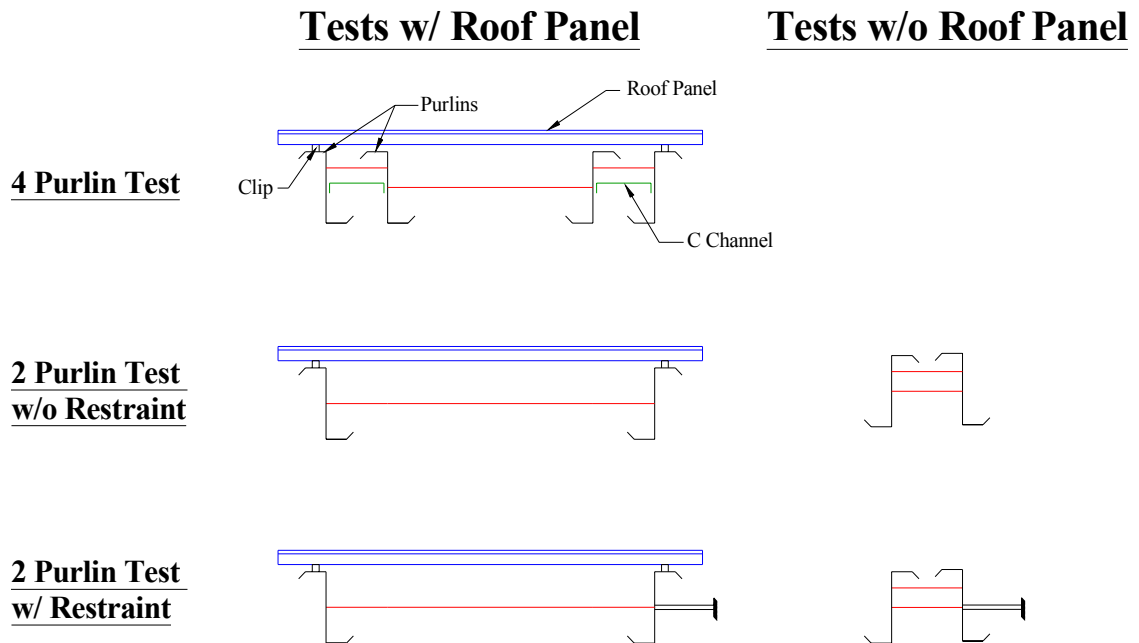 Tests w/ Roof Panel
Tests w/o Roof Panel
Purlins
Roof Panel
4 Purlin Test
Clip
C Channel
2 Purlin Test
w/o Restraint
2 Purlin Test
w/ Restraint